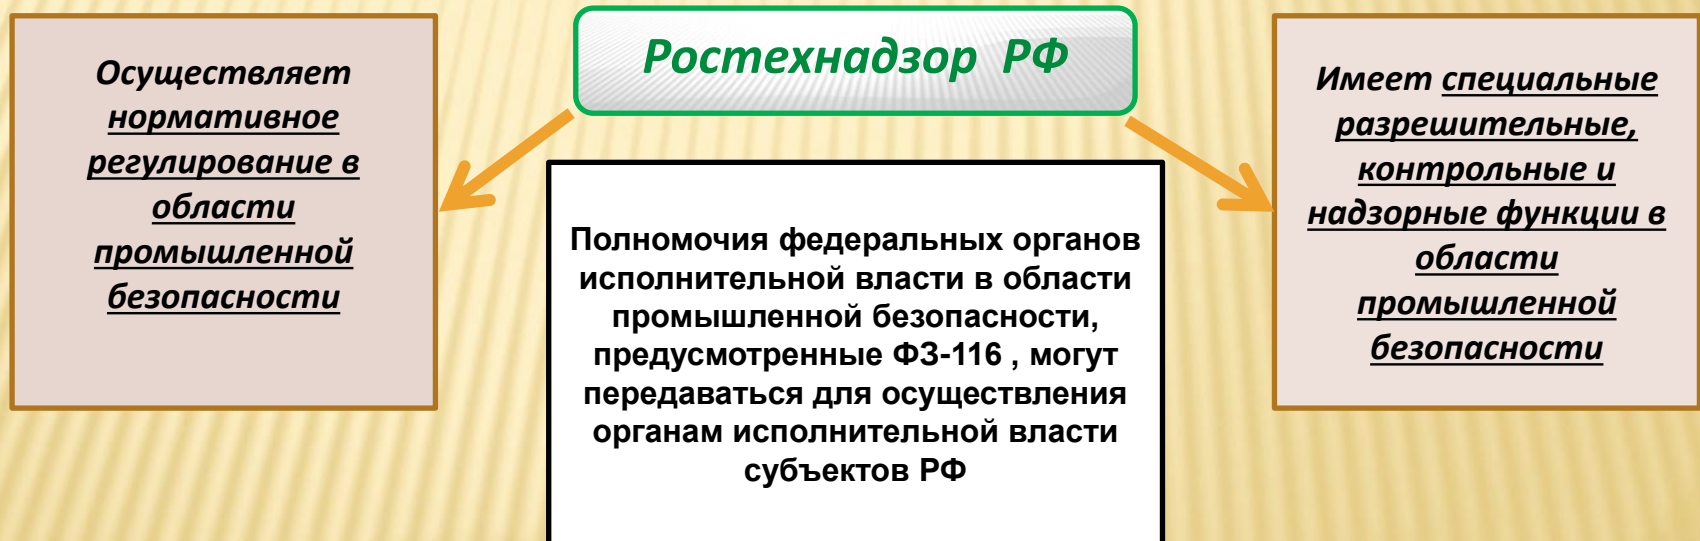 Ростехнадзор РФ
Осуществляет
нормативное
регулирование в
области
промышленной
безопасности
Полномочия федеральных органов
исполнительной власти в области
промышленной безопасности,
предусмотренные ФЗ-116 , могут
передаваться для осуществления
органам исполнительной власти
субъектов РФ
Имеет специальные
разрешительные,
контрольные и
надзорные функции в
области
промышленной
безопасности